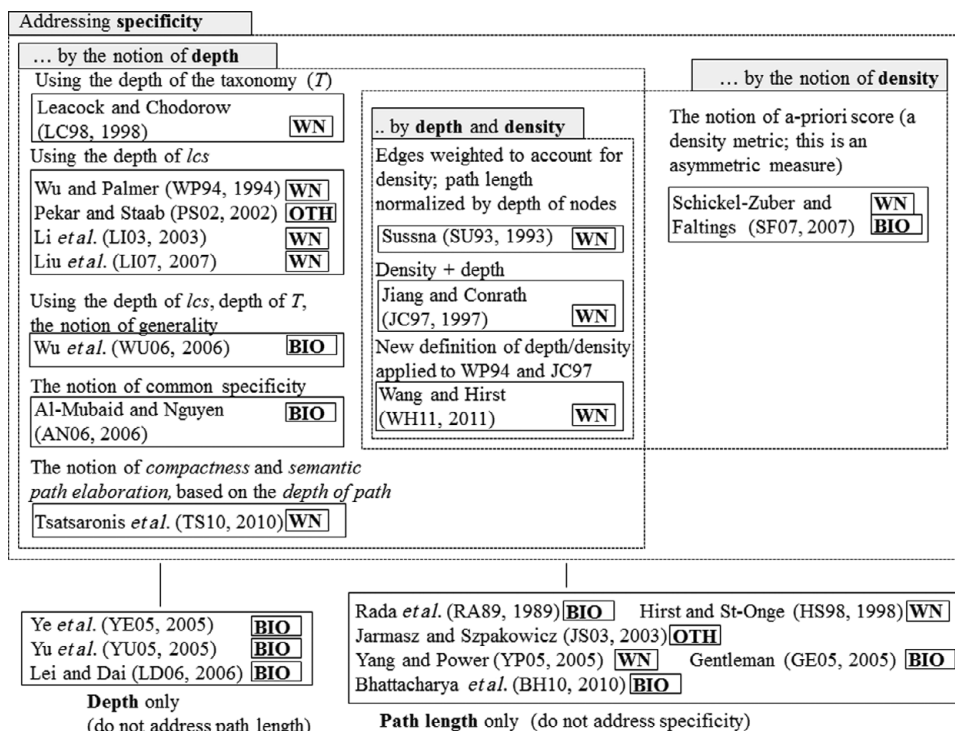 Addressing specificity
… by the notion of depth
Using the depth of the taxonomy (T)
Leacock and Chodorow
(LC98, 1998) WN
Using the depth of lcs
Wu and Palmer (WP94, 1994) WN
Pekar and Staab (PS02, 2002) OTH
Li et al. (LI03, 2003) WN
Liu et al. (LI07, 2007) WN
Using the depth of lcs, depth of T,
the notion of generality
Wu et al. (WU06, 2006) BIO
The notion of common specificity
Al-Mubaid and Nguyen BIO
(AN06, 2006)
The notion of compactness and semantic
path elaboration, based on the depth of path
Tsatsaronis et al. (TS10, 2010) WN
.. by depth and density
Edges weighted to account for
density; path length
normalized by depth of nodes
Sussna (SU93, 1993) WN
Density + depth
Jiang and Conrath
(JC97, 1997) WN
New definition of depth/density
applied to WP94 and JC97
Wang and Hirst
(WH11, 2011) WN
… by the notion of density
The notion of a-priori score (a
density metric; this is an
asymmetric measure)
Schickel-Zuber and WN
Faltings (SF07, 2007) BIO
Ye et al. (YE05, 2005) BIO
Yu et al. (YU05, 2005) BIO
Lei and Dai (LD06, 2006) BIO
Depth only
(do not address path length)
Rada et al. (RA89, 1989) BIO Hirst and St-Onge (HS98, 1998) WN
Jarmasz and Szpakowicz (JS03, 2003) OTH
Yang and Power (YP05, 2005) WN Gentleman (GE05, 2005) BIO
Bhattacharya et al. (BH10, 2010) BIO
Path length only (do not address specificity)